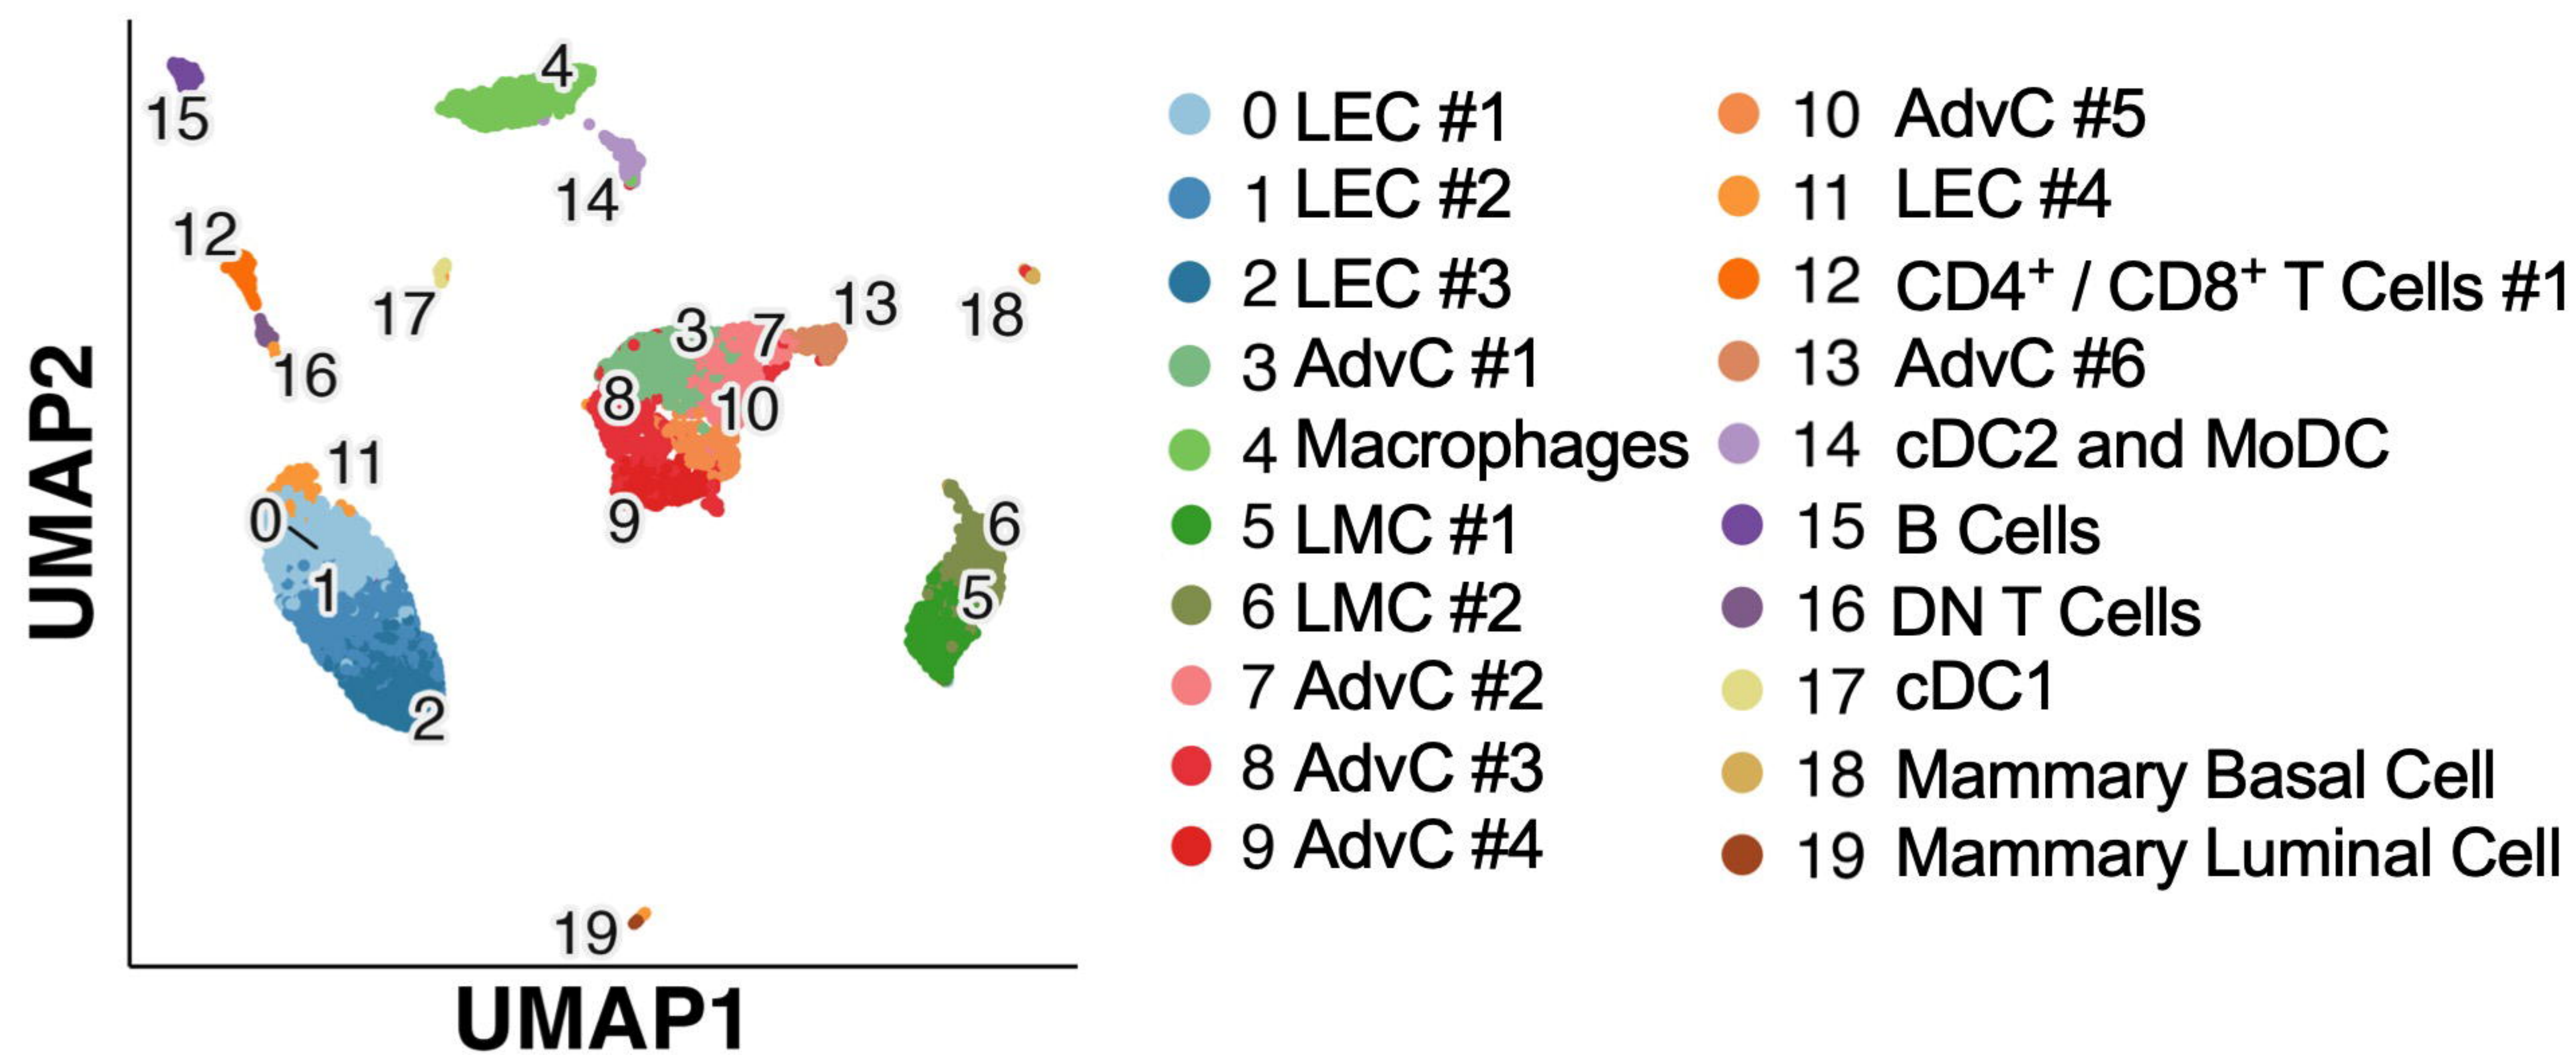 UMAP2
15
4
14
12
17
16
3
7
13
18
8
10
11
0
9
6
1
5
2
19
UMAP1
0 LEC #1
1 LEC #2
2 LEC #3
3 AdvC #1
4 Macrophages
5 LMC #1
6 LMC #2
7 AdvC #2
8 AdvC #3
9 AdvC #4
10 AdvC #5
11 LEC #4
12 CD4⁺ / CD8⁺ T Cells #1
13 AdvC #6
14 cDC2 and MoDC
15 B Cells
16 DN T Cells
17 cDC1
18 Mammary Basal Cell
19 Mammary Luminal Cell